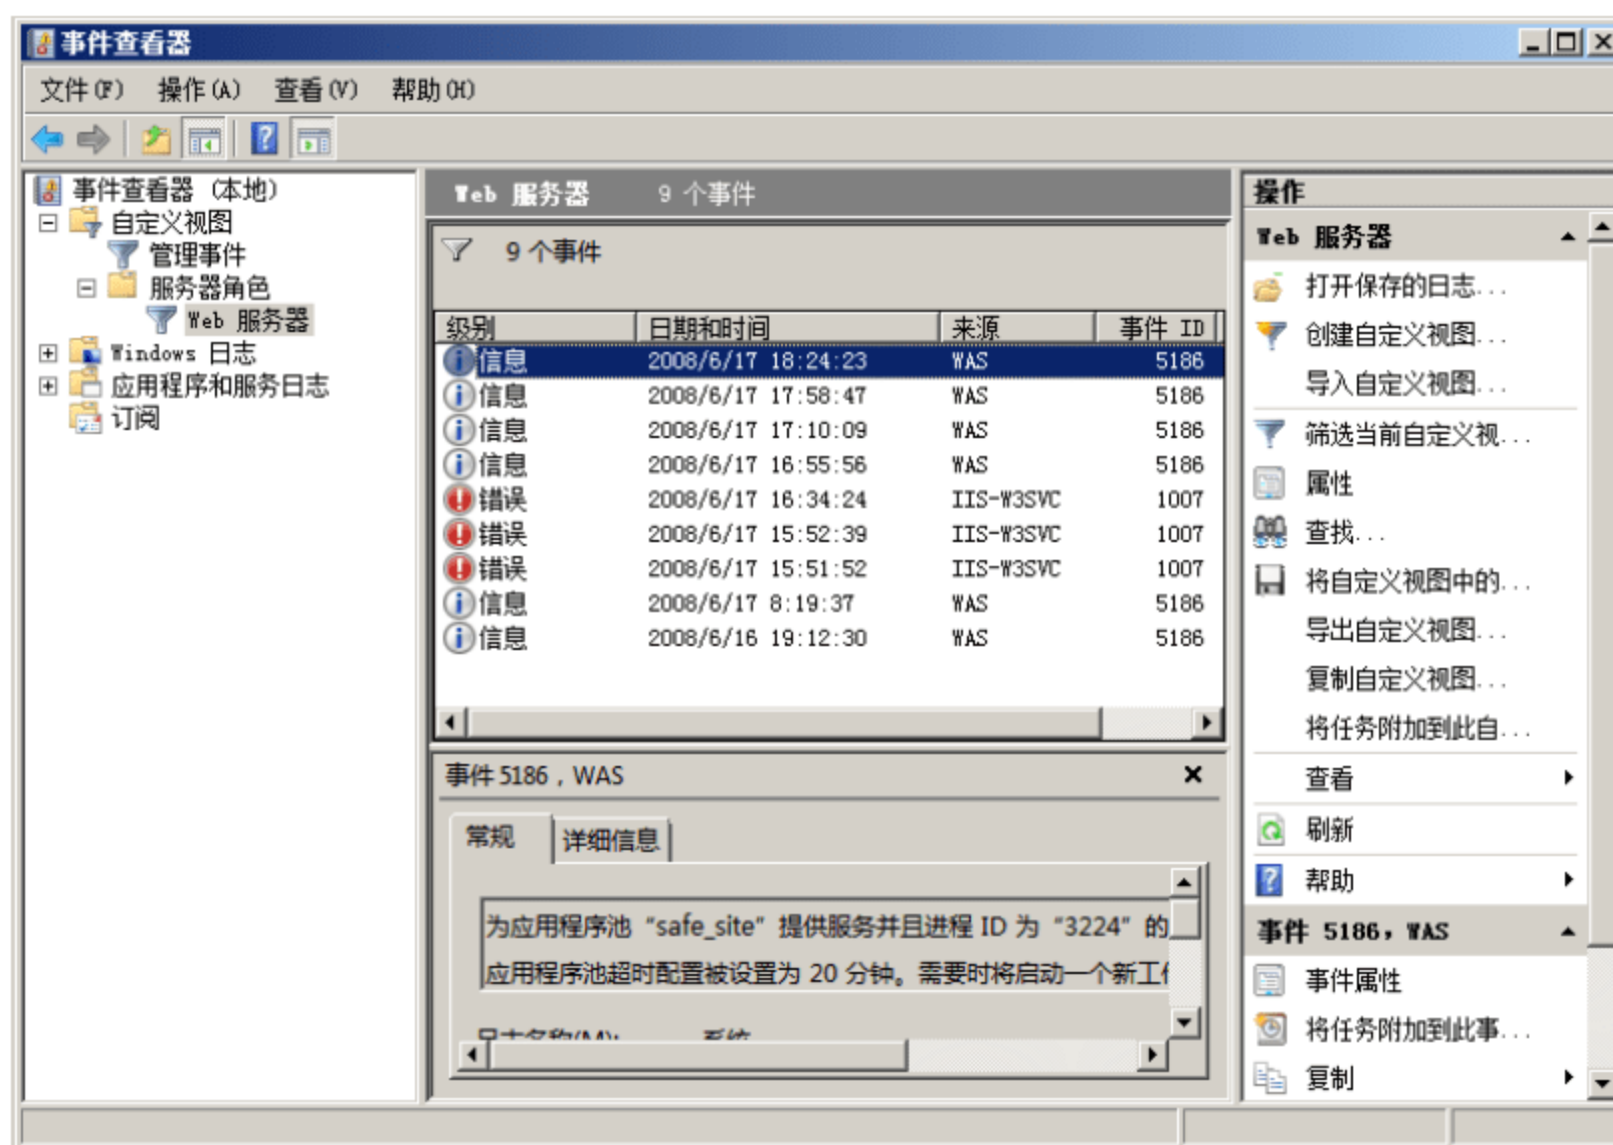 事件查看器
文件(F) 操作(A) 查看(V) 帮助(H)
事件查看器 (本地)
自定义视图
管理事件
服务器角色
Web 服务器
Windows 日志
应用程序和服务日志
订阅
Web 服务器 9 个事件
9 个事件
级别 日期和时间 来源 事件 ID
信息 2008/6/17 18:24:23 WAS 5186
信息 2008/6/17 17:58:47 WAS 5186
信息 2008/6/17 17:10:09 WAS 5186
信息 2008/6/17 16:55:56 WAS 5186
错误 2008/6/17 16:34:24 IIS-W3SVC 1007
错误 2008/6/17 15:52:39 IIS-W3SVC 1007
错误 2008/6/17 15:51:52 IIS-W3SVC 1007
信息 2008/6/17 8:19:37 WAS 5186
信息 2008/6/16 19:12:30 WAS 5186
事件 5186，WAS
常规 详细信息
为应用程序池“safe_site”提供服务并且进程 ID 为“3224”的
应用程序池超时配置被设置为 20 分钟。需要时将启动一个新工
日志名称(M): 系统
操作
Web 服务器
打开保存的日志...
创建自定义视图...
导入自定义视图...
筛选当前自定义视...
属性
查找...
将自定义视图中的...
导出自定义视图...
复制自定义视图...
将任务附加到此自...
查看
刷新
帮助
事件 5186，WAS
事件属性
将任务附加到此事...
复制